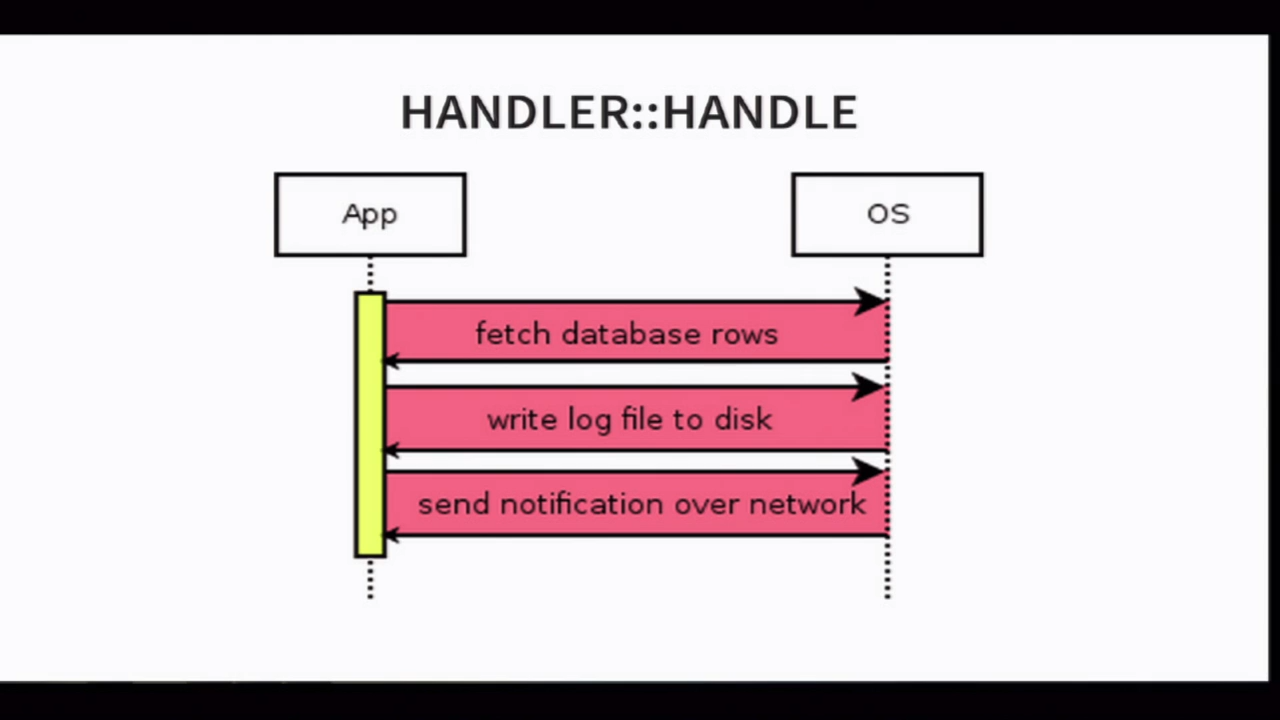 HANDLER::HANDLE
App
OS
fetch database rows
write log file to disk
send notification over network